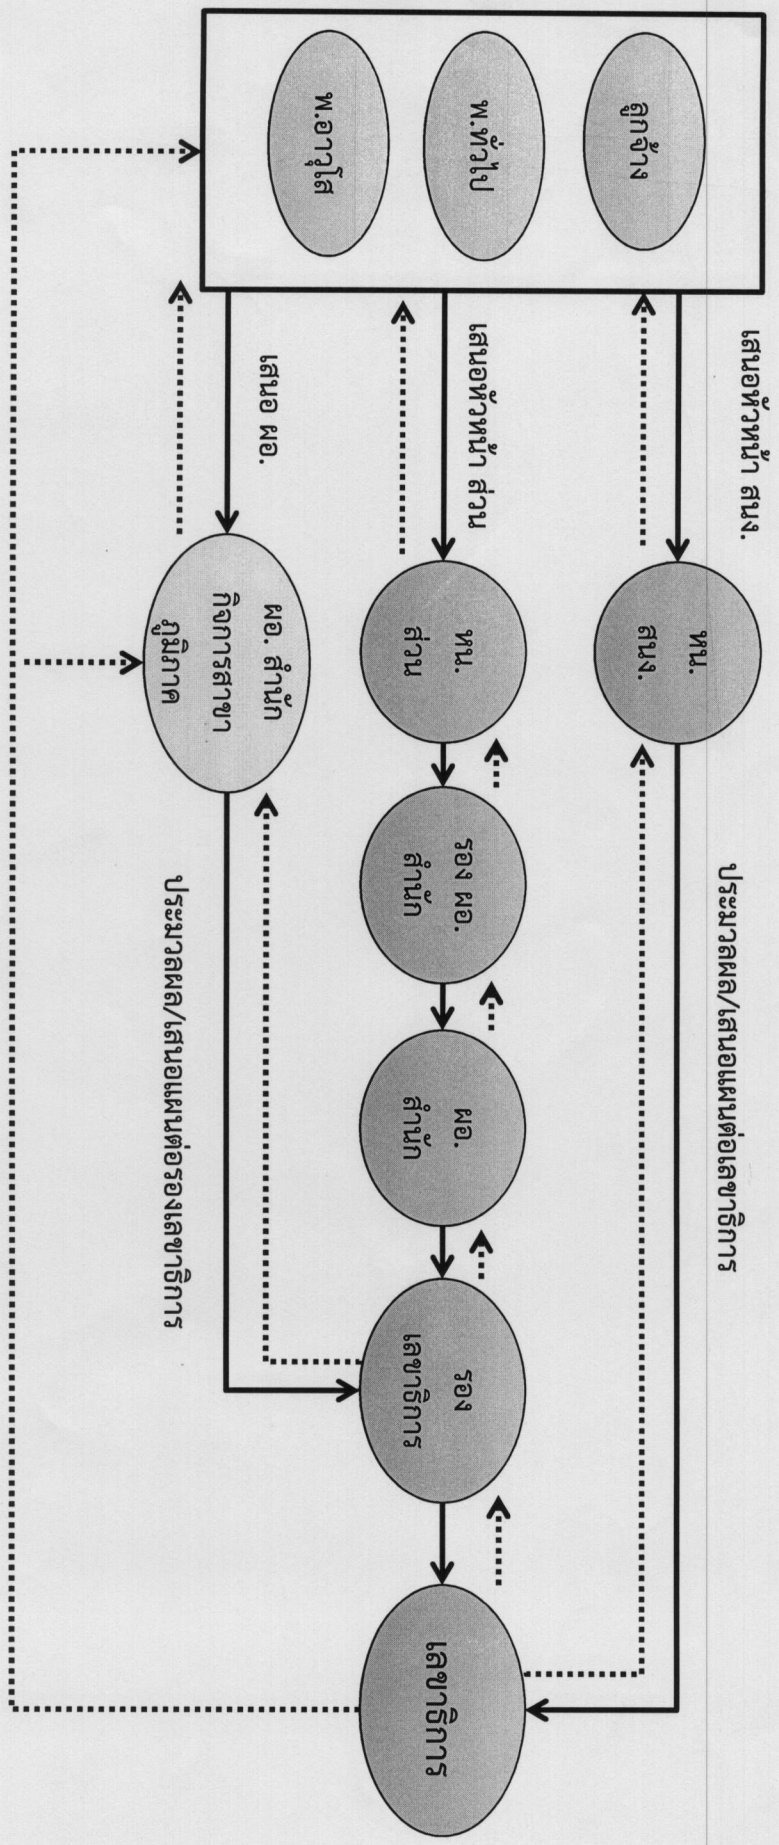 ลูกจ้าง
พ.ทั่วไป
พ.อาวุโส
เสนอหัวหน้า สนง.
เสนอหัวหน้า ส่วน
เสนอ ผอ.
หน.
สนง.
หน.
ส่วน
รอง ผอ.
สำนัก
ผอ.
สำนัก
รอง
เลขาธิการ
เลขาธิการ
ผอ. สำนัก
กิจการสาขา
ภูมิภาค
ประมวลผล/เสนอแผนต่อเลขาธิการ
ประมวลผล/เสนอแผนต่อรองเลขาธิการ